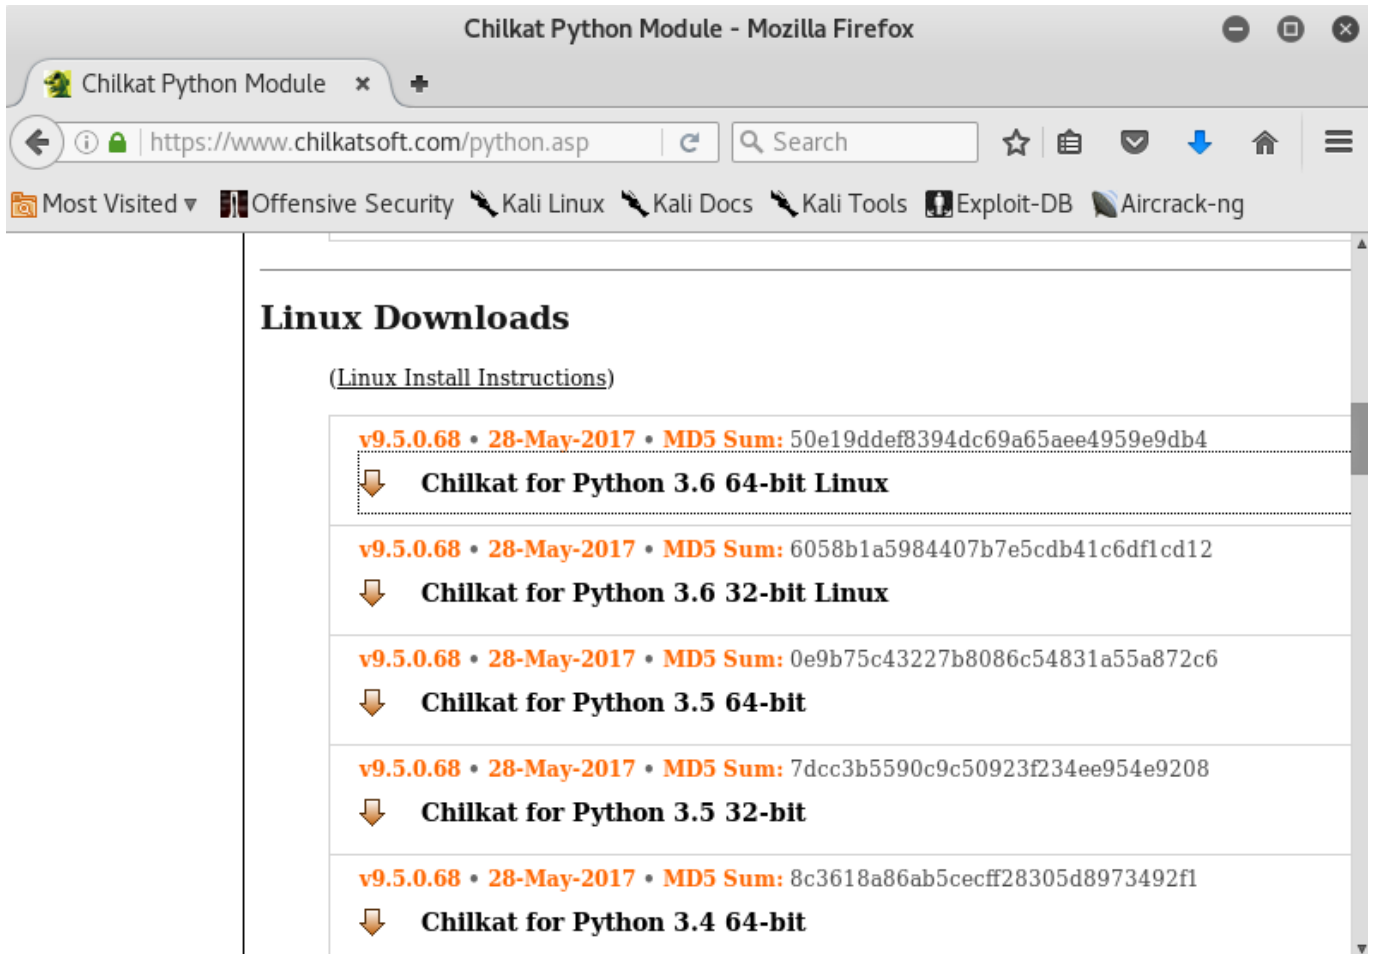 Chilkat Python Module - Mozilla Firefox
Chilkat Python Module
https://www.chilkatsoft.com/python.asp Search
Most Visited Offensive Security Kali Linux Kali Docs Kali Tools Exploit-DB Aircrack-ng
Linux Downloads
(Linux Install Instructions)
v9.5.0.68 • 28-May-2017 • MD5 Sum: 50e19ddef8394dc69a65aee4959e9db4
Chilkat for Python 3.6 64-bit Linux
v9.5.0.68 • 28-May-2017 • MD5 Sum: 6058b1a5984407b7e5cdb41c6df1cd12
Chilkat for Python 3.6 32-bit Linux
v9.5.0.68 • 28-May-2017 • MD5 Sum: 0e9b75c43227b8086c54831a55a872c6
Chilkat for Python 3.5 64-bit
v9.5.0.68 • 28-May-2017 • MD5 Sum: 7dcc3b5590c9c50923f234ee954e9208
Chilkat for Python 3.5 32-bit
v9.5.0.68 • 28-May-2017 • MD5 Sum: 8c3618a86ab5cecff28305d8973492f1
Chilkat for Python 3.4 64-bit